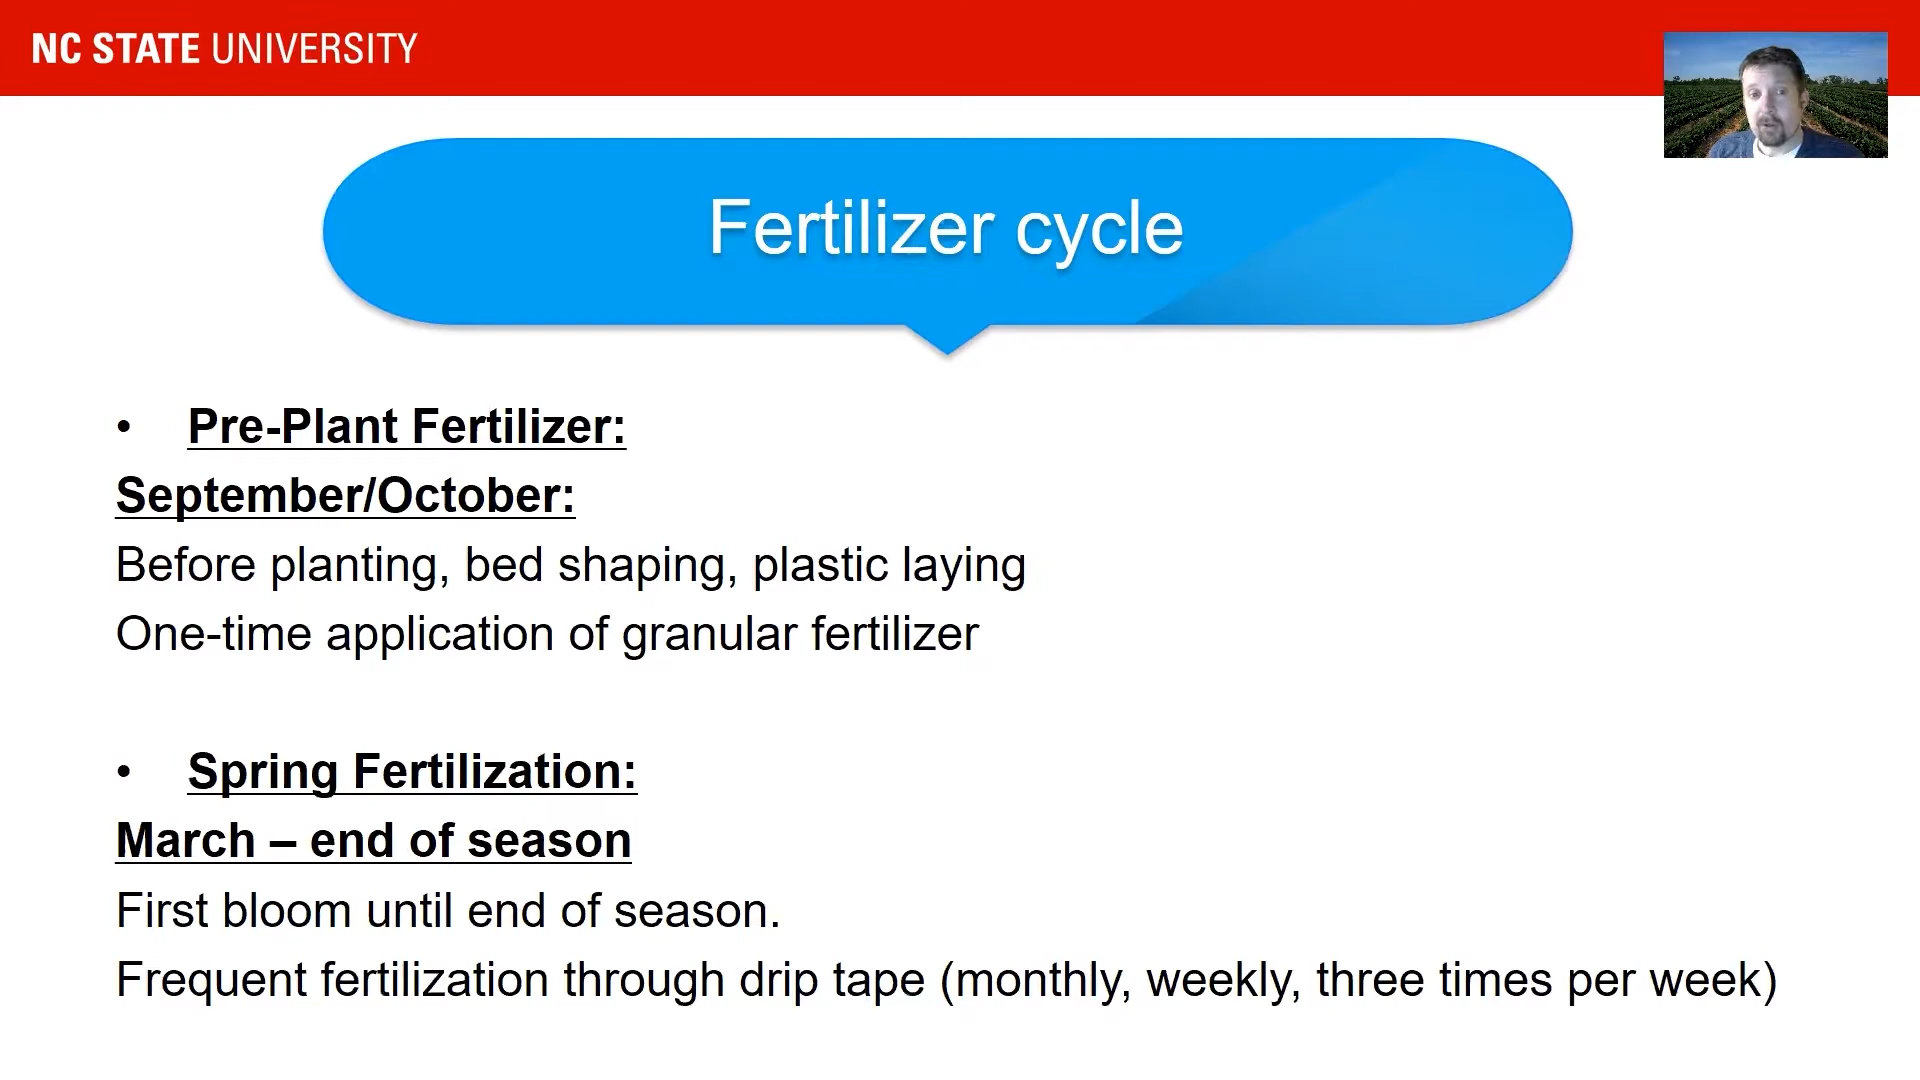 NC STATE UNIVERSITY
Fertilizer cycle
• Pre-Plant Fertilizer:
September/October:
Before planting, bed shaping, plastic laying
One-time application of granular fertilizer
• Spring Fertilization:
March – end of season
First bloom until end of season.
Frequent fertilization through drip tape (monthly, weekly, three times per week)